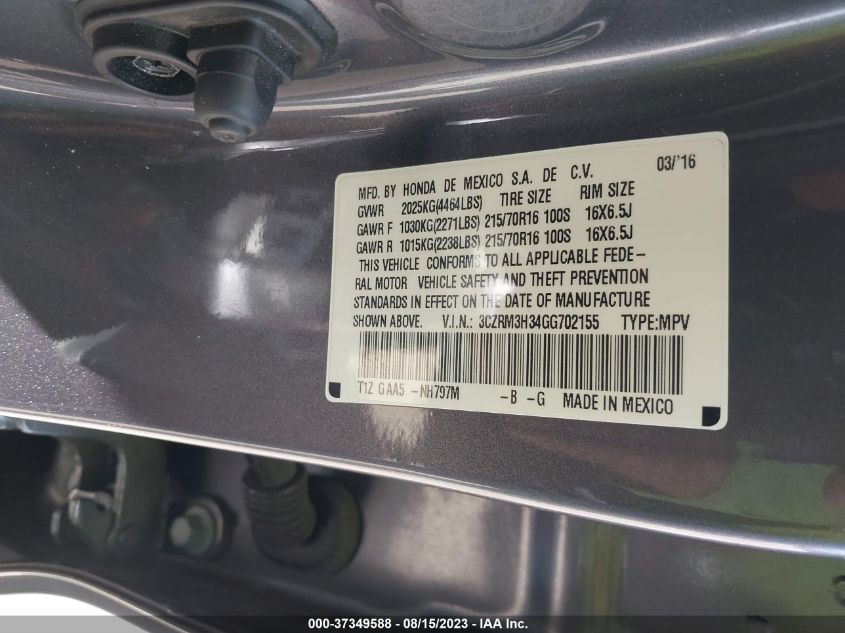 03/'16
MFD. BY HONDA DE MEXICO S.A. DE C.V.
GVWR 2025KG(4464LBS) TIRE SIZE RIM SIZE
GAWR F 1030KG(2271LBS) 215/70R16 100S 16X6.5J
GAWR R 1015KG(2238LBS) 215/70R16 100S 16X6.5J
THIS VEHICLE CONFORMS TO ALL APPLICABLE FEDE-
RAL MOTOR VEHICLE SAFETY AND THEFT PREVENTION
STANDARDS IN EFFECT ON THE DATE OF MANUFACTURE
SHOWN ABOVE. V.I.N.: 3CZRM3H34GG702155 TYPE:MPV
T1Z GAA5 -NH797M -B -G MADE IN MEXICO
000-37349588 - 08/15/2023 - IAA Inc.